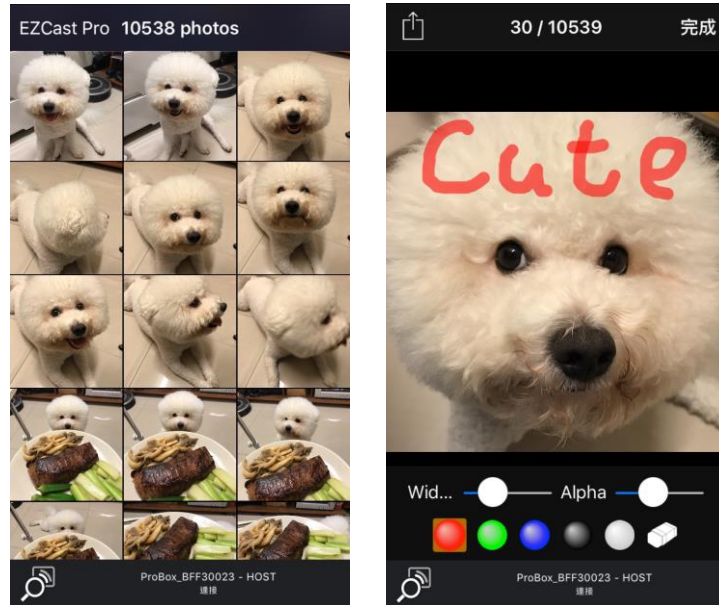 EZCast Pro 10538 photos
ProBox_BFF30023 - HOST
連接
30 / 10539 完成
Cute
Wid... Alpha
ProBox_BFF30023 - HOST
連接